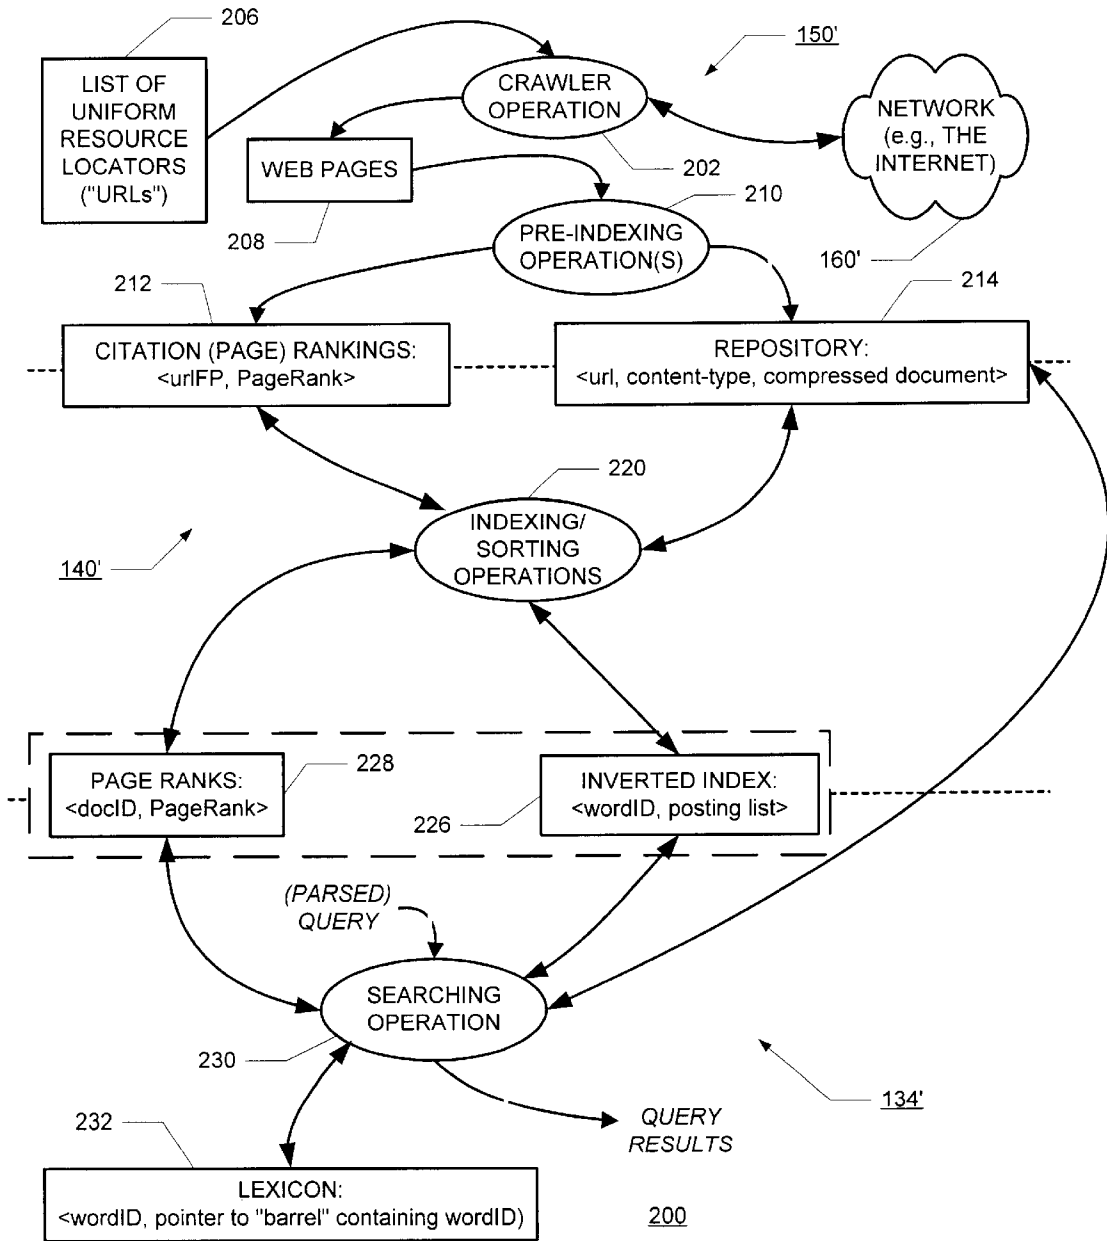 206
LIST OF
UNIFORM
RESOURCE
LOCATORS
("URLs")
CRAWLER
OPERATION
202
150'
NETWORK
(e.g., THE
INTERNET)
160'
WEB PAGES
208
210
PRE-INDEXING
OPERATION(S)
212
CITATION (PAGE) RANKINGS:
<urlFP, PageRank>
214
REPOSITORY:
<url, content-type, compressed document>
220
INDEXING/
SORTING
OPERATIONS
140'
PAGE RANKS:
<docID, PageRank>
228
INVERTED INDEX:
<wordID, posting list>
226
(PARSED)
QUERY
SEARCHING
OPERATION
230
134'
QUERY
RESULTS
232
LEXICON:
<wordID, pointer to "barrel" containing wordID)
200